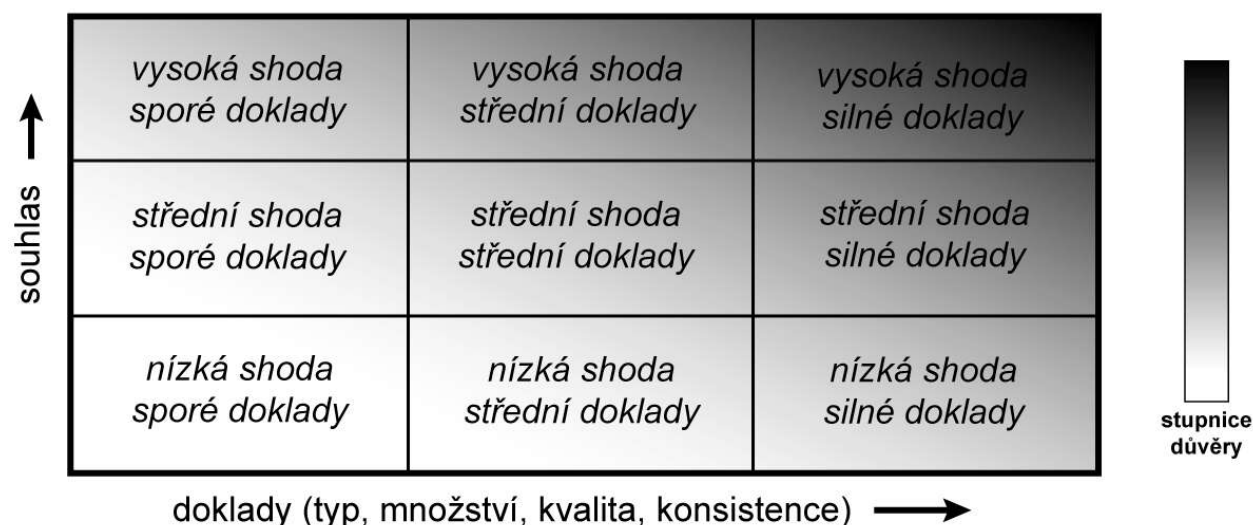 vysoká shoda
sporé doklady
vysoká shoda
střední doklady
vysoká shoda
silné doklady
střední shoda
sporé doklady
střední shoda
střední doklady
střední shoda
silné doklady
nízká shoda
sporé doklady
nízká shoda
střední doklady
nízká shoda
silné doklady
souhlas
doklady (typ, množství, kvalita, konsistence)
stupnice
důvěry